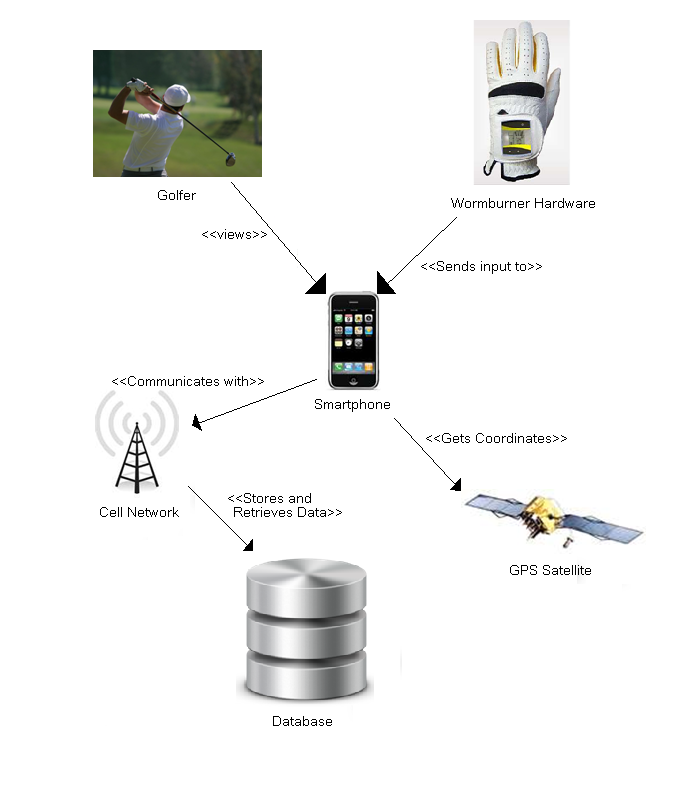 Golfer
Wormburner Hardware
<<views>>
<<Sends input to>>
<<Communicates with>>
Smartphone
<<Gets Coordinates>>
<<Stores and
Retrieves Data>>
Cell Network
GPS Satellite
Database